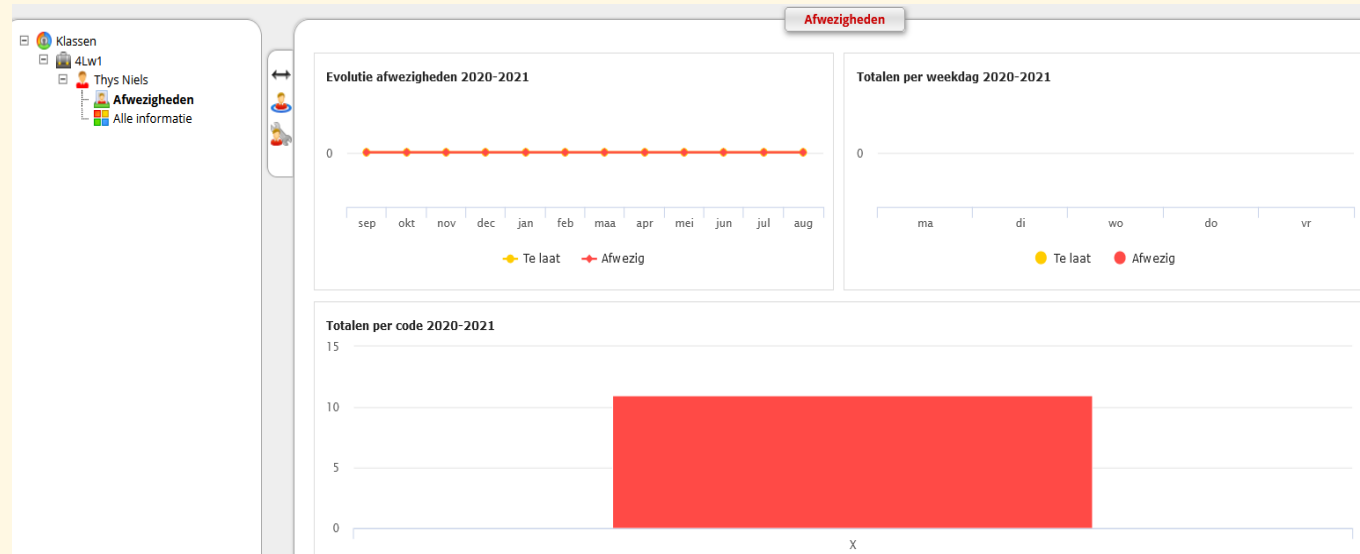 Afwezigheden
Klassen
4Lw1
Thys Niels
Afwezigheden
Alle informatie
Evolutie afwezigheden 2020-2021
0
sep okt nov dec jan feb maa apr mei jun jul aug
Te laat Afwezig
Totalen per weekdag 2020-2021
0
ma di wo do vr
Te laat Afwezig
Totalen per code 2020-2021
15
10
5
0
X